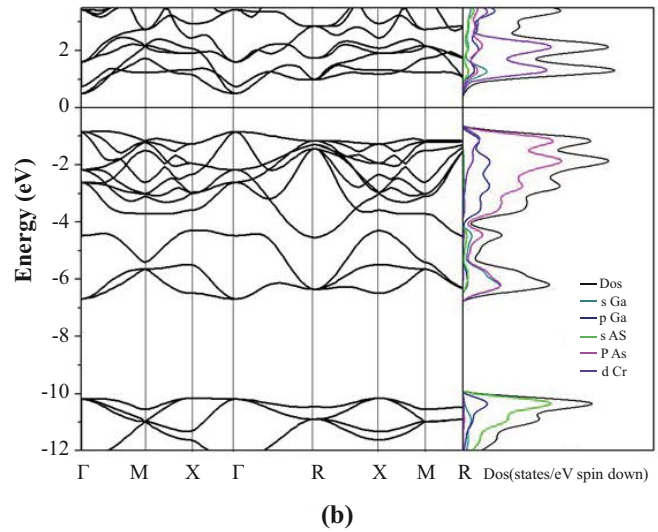 2
0
-2
-4
-6
-8
-10
-12
Energy (eV)
Dos
s Ga
p Ga
s AS
P As
d Cr
Γ M X Γ R X M R Dos(states/eV spin down)
(b)